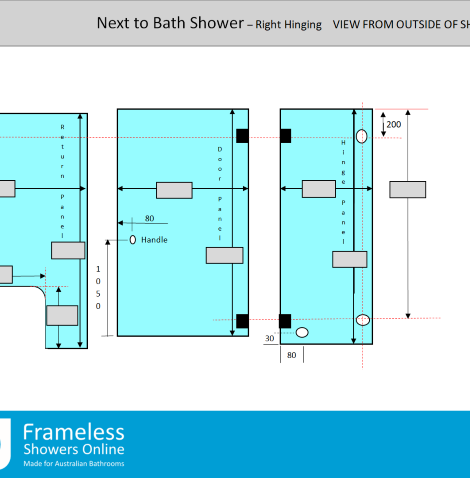 Next to Bath Shower – Right Hinging VIEW FROM OUTSIDE OF SH
Return Panel
Door Panel
Hinge Panel
200
80
Handle
1050
30
80
Frameless
Showers Online
Made for Australian Bathrooms